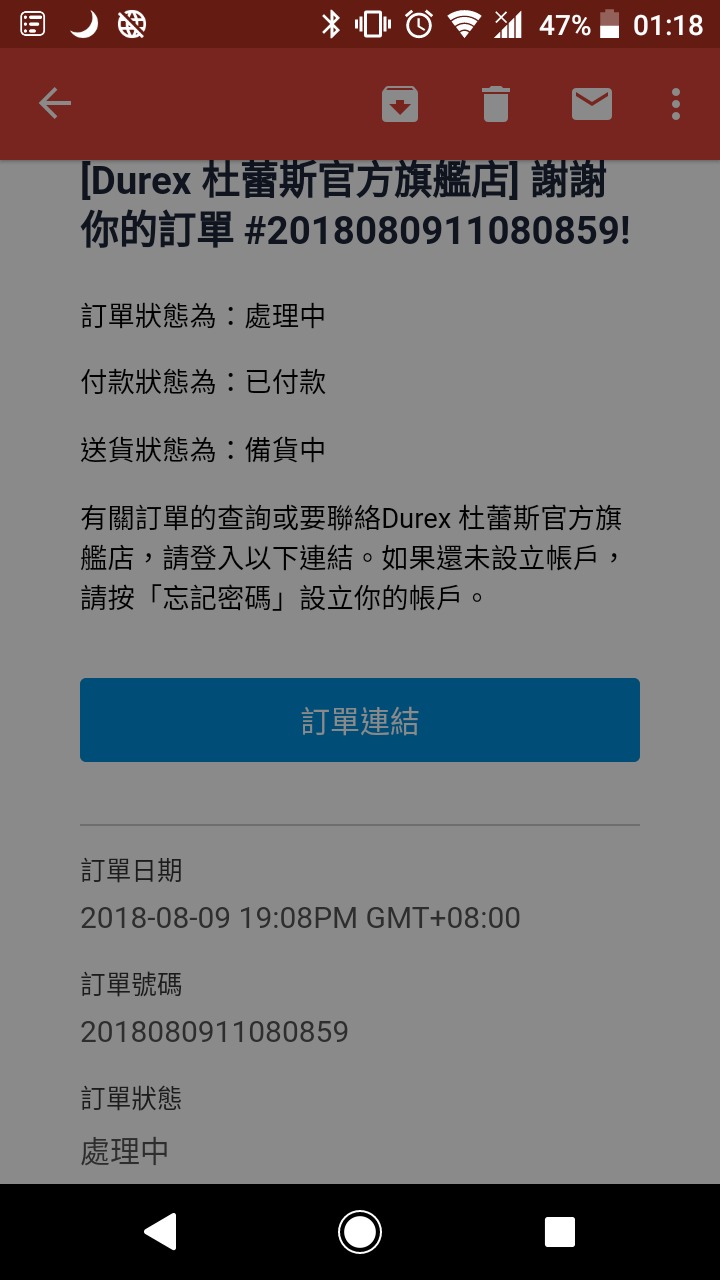 47% 01:18
[Durex 杜蕾斯官方旗艦店] 謝謝
你的訂單 #2018080911080859!
訂單狀態為：處理中
付款狀態為：已付款
送貨狀態為：備貨中
有關訂單的查詢或要聯絡Durex 杜蕾斯官方旗
艦店，請登入以下連結。如果還未設立帳戶，
請按「忘記密碼」設立你的帳戶。
訂單連結
訂單日期
2018-08-09 19:08PM GMT+08:00
訂單號碼
2018080911080859
訂單狀態
處理中